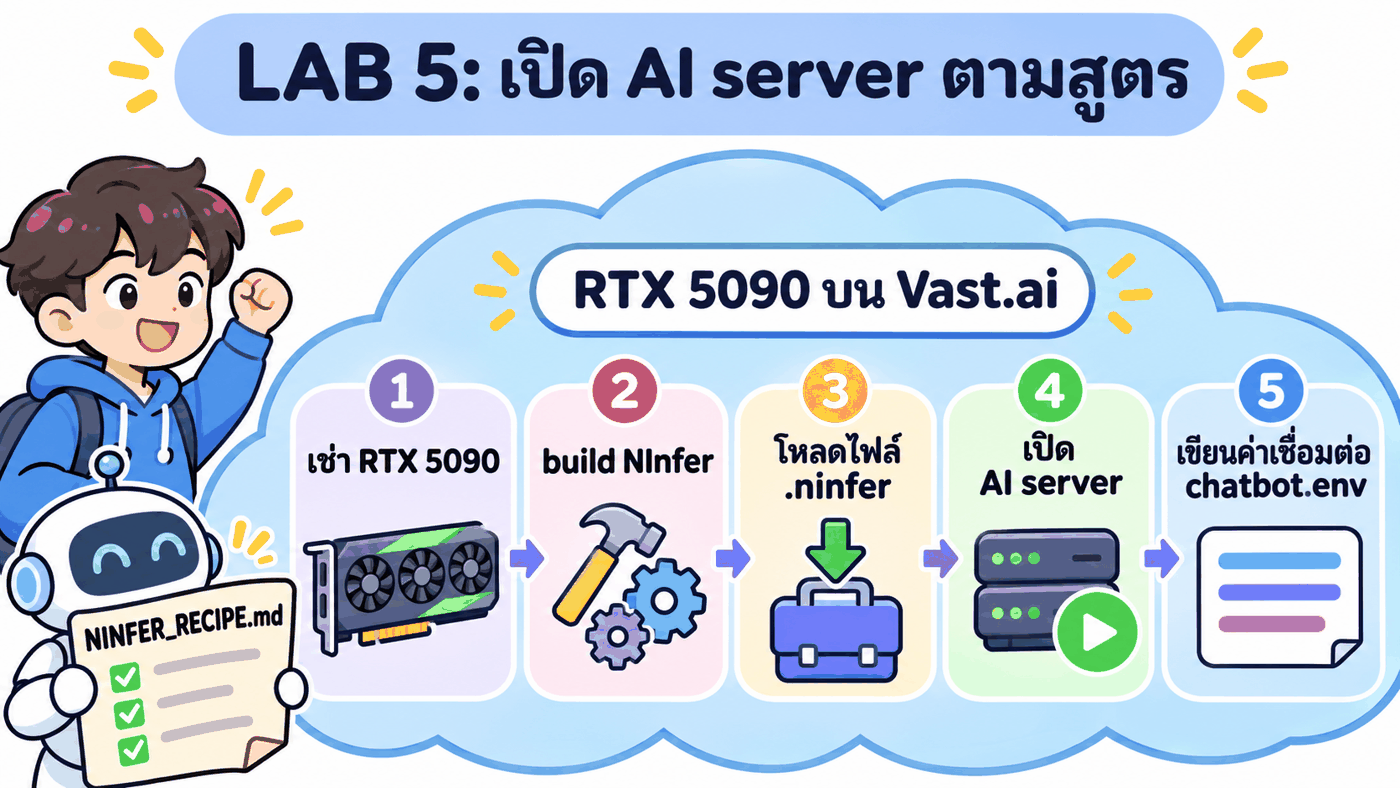 LAB 5: เปิด AI server ตามสูตร
RTX 5090 บน Vast.ai
1
เช่า RTX 5090
2
build NInfer
3
โหลดไฟล์
.ninfer
4
เปิด
AI server
5
เขียนค่าเชื่อมต่อ
chatbot.env
NINFER_RECIPE.md